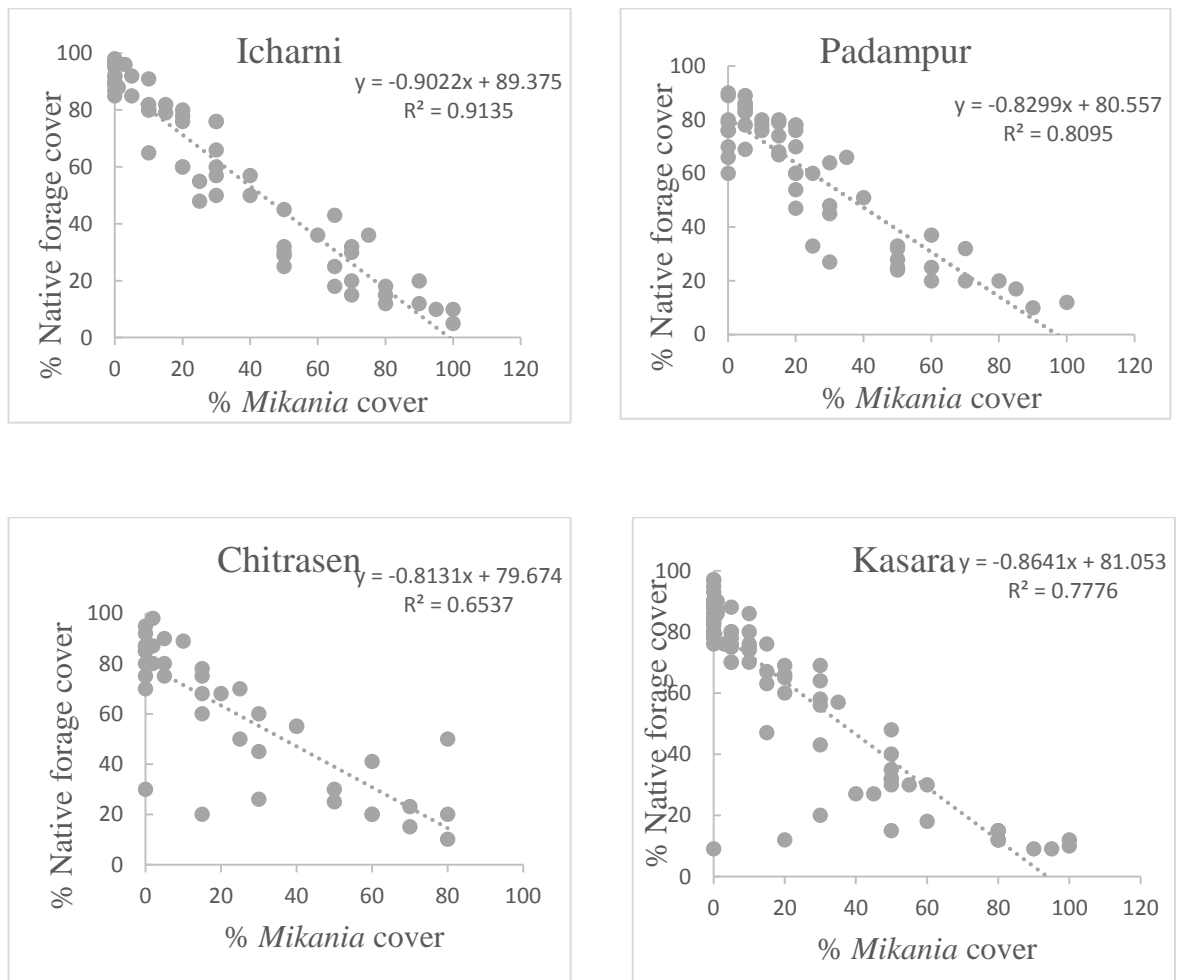 Icharni
y = -0.9022x + 89.375
R² = 0.9135
% Native forage cover
100
80
60
40
20
0
0 20 40 60 80 100 120
% Mikania cover
Padampur
y = -0.8299x + 80.557
R² = 0.8095
% Native forage cover
100
80
60
40
20
0
0 20 40 60 80 100 120
% Mikania cover
Chitrasen
y = -0.8131x + 79.674
R² = 0.6537
% Native forage cover
100
80
60
40
20
0
0 20 40 60 80 100
% Mikania cover
Kasara
y = -0.8641x + 81.053
R² = 0.7776
% Native forage cover
100
80
60
40
20
0
0 20 40 60 80 100 120
% Mikania cover